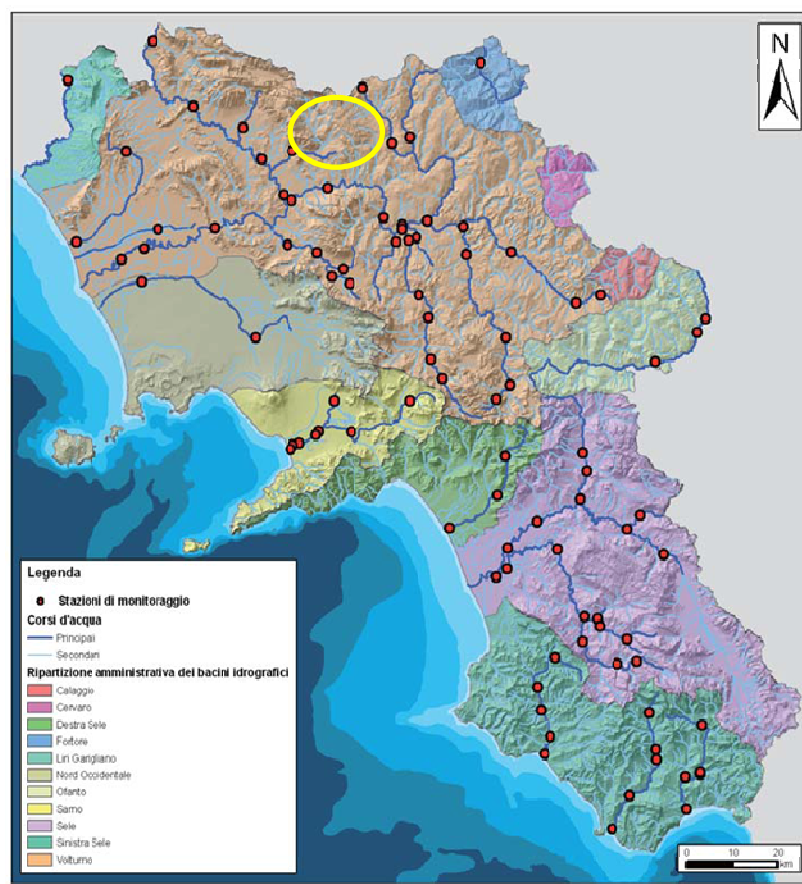 N
Legenda
Stazioni di monitoraggio
Corsi d'acqua
Principali
Secondari
Ripartizione amministrativa dei bacini idrografici
Calaggio
Cervaro
Destra Sele
Fortore
Liri Garigliano
Nord Occidentale
Ofanto
Sarno
Sele
Sinistra Sele
Volturno
0 10 20
km